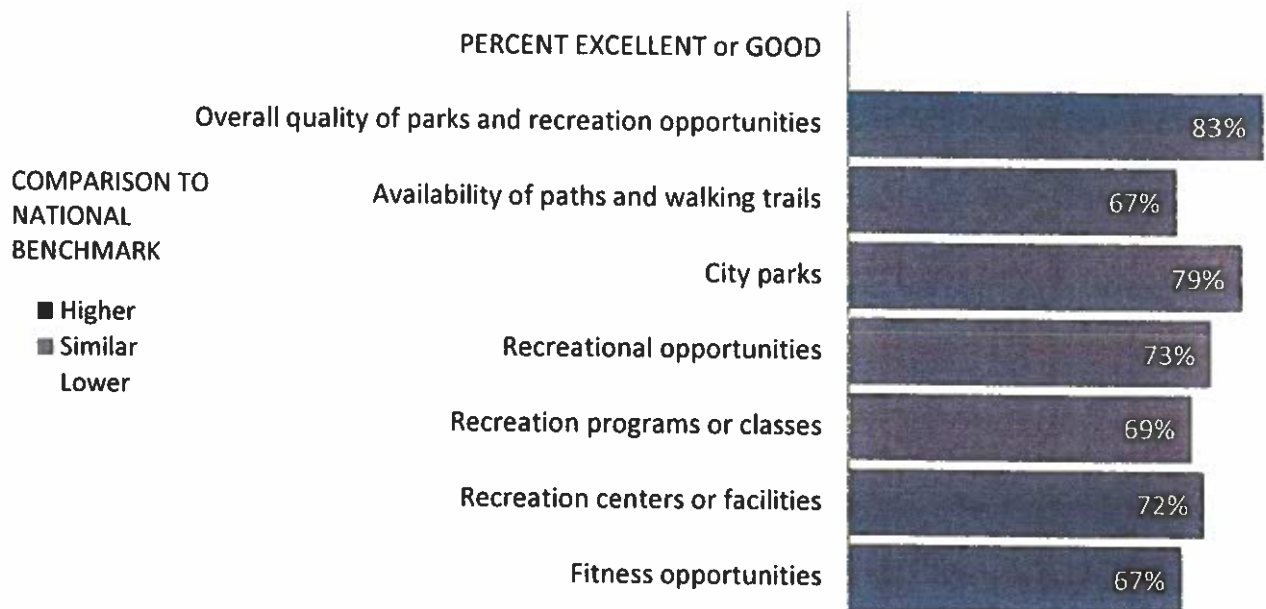 PERCENT EXCELLENT or GOOD
Overall quality of parks and recreation opportunities 83%
COMPARISON TO
NATIONAL
BENCHMARK
Higher
Similar
Lower
Availability of paths and walking trails 67%
City parks 79%
Recreational opportunities 73%
Recreation programs or classes 69%
Recreation centers or facilities 72%
Fitness opportunities 67%